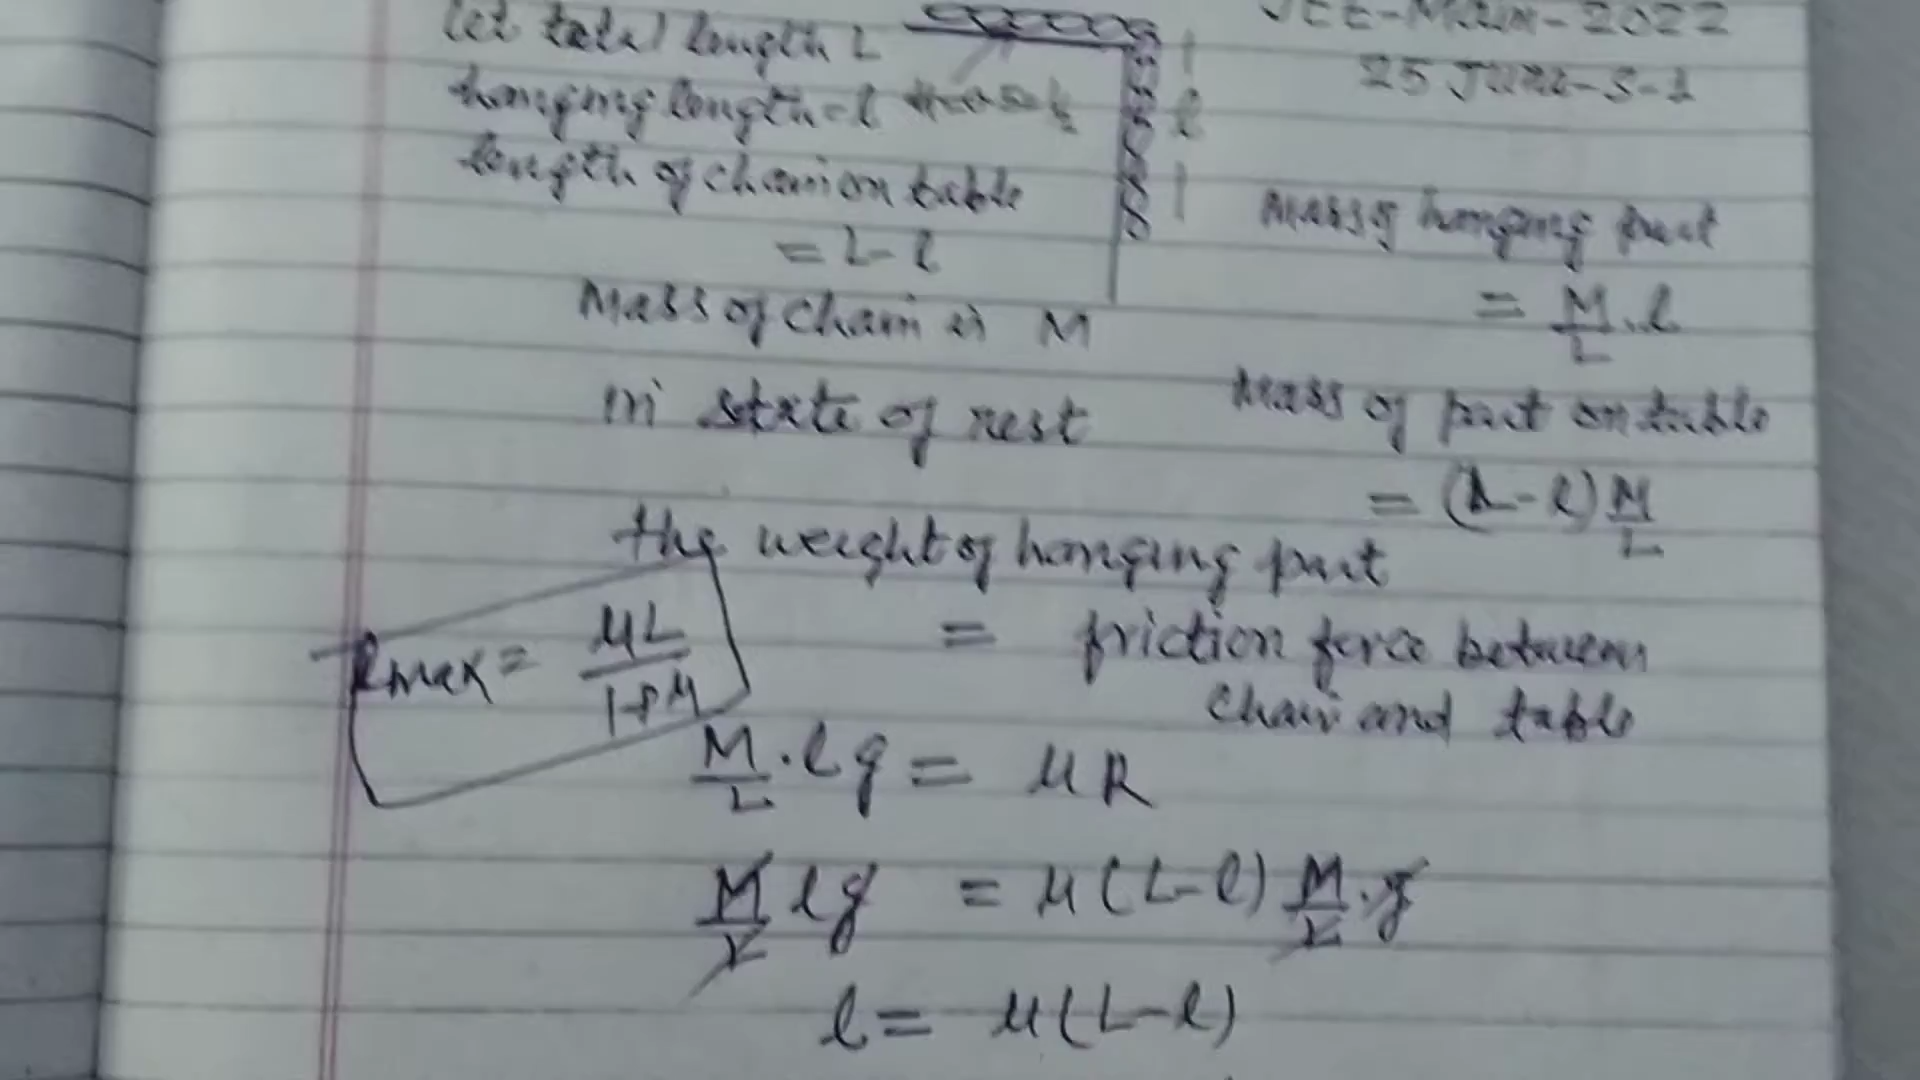 let total length L
JEE-Main-2022
25 June-S-1
hanging length = l
l
length of chain on table
= L - l
Mass of hanging part
= M/L . l
Mass of chain is M
in state of rest
Mass of part on table
= (L - l) M/L
the weight of hanging part
= friction force between
chain and table
lmax = μL/1+μ
M/L . lg = μR
M/L lg = μ(L-l) M/L . g
l = μ(L-l)